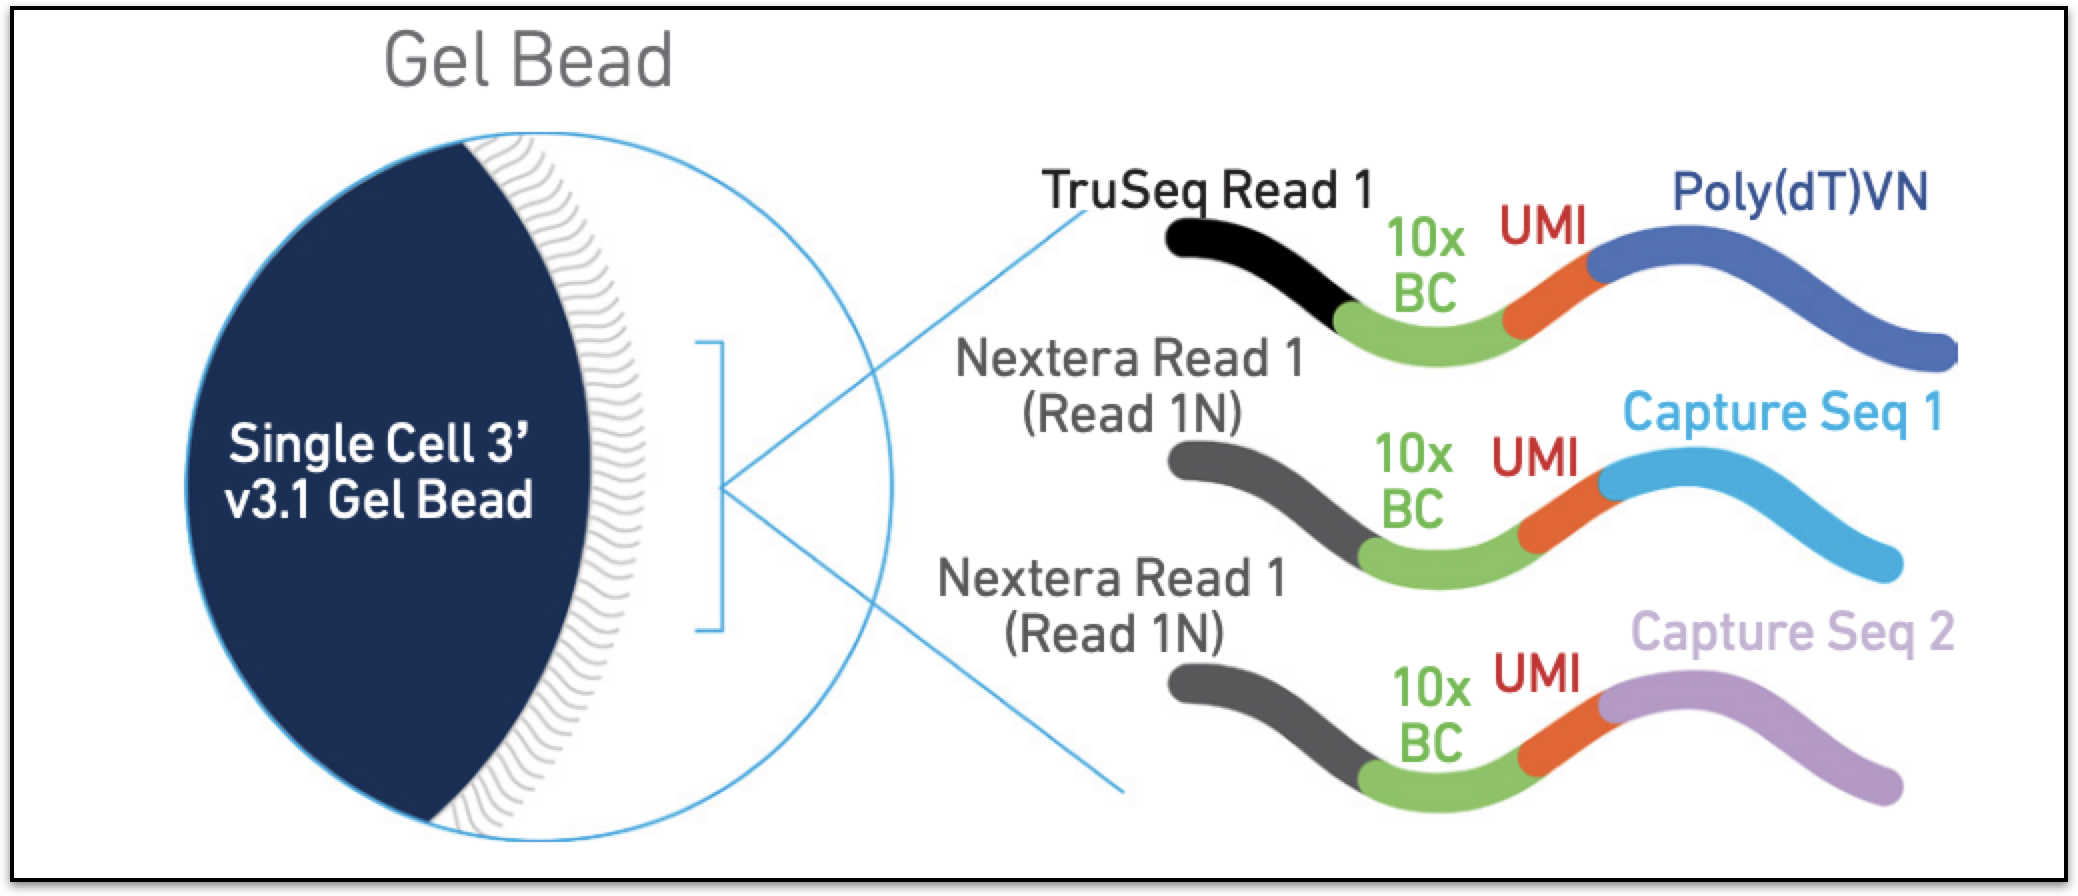 Gel Bead
Single Cell 3’
v3.1 Gel Bead
TruSeq Read 1
10x
BC
UMI
Poly(dT)VN
Nextera Read 1
(Read 1N)
10x
BC
UMI
Capture Seq 1
Nextera Read 1
(Read 1N)
10x
BC
UMI
Capture Seq 2